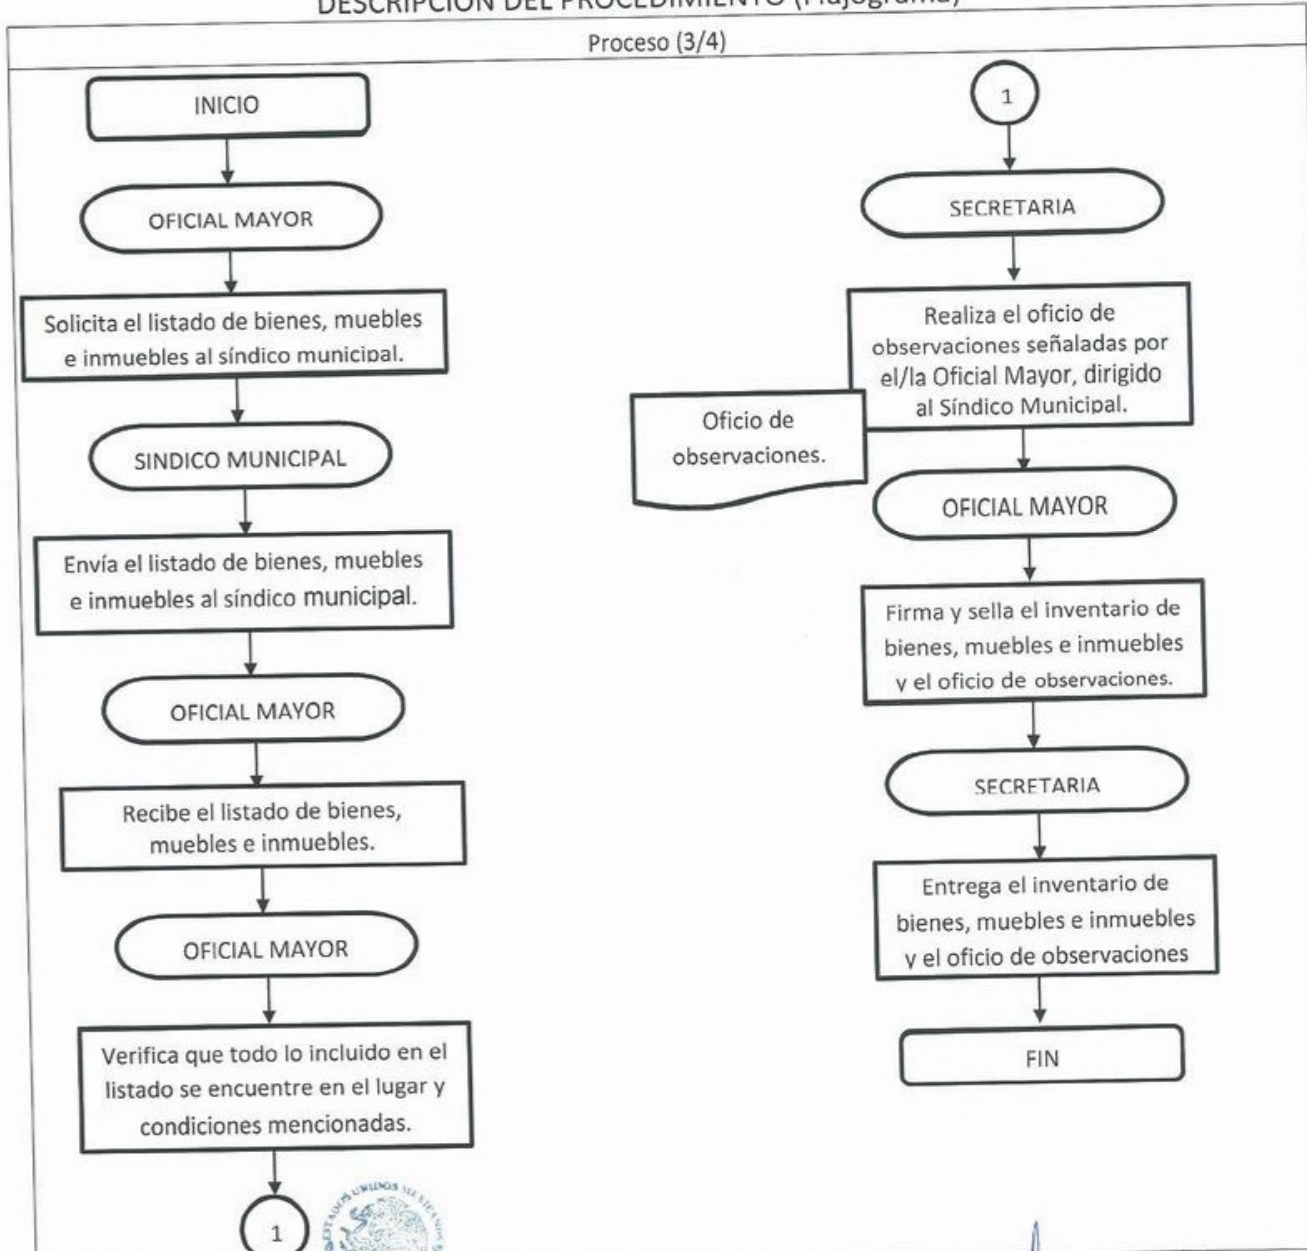 DESCRIPCIÓN DEL PROCEDIMIENTO (Flujograma)
Proceso (3/4)
INICIO
OFICIAL MAYOR
Solicita el listado de bienes, muebles
e inmuebles al síndico municipal.
SINDICO MUNICIPAL
Envía el listado de bienes, muebles
e inmuebles al síndico municipal.
OFICIAL MAYOR
Recibe el listado de bienes,
muebles e inmuebles.
OFICIAL MAYOR
Verifica que todo lo incluido en el
listado se encuentre en el lugar y
condiciones mencionadas.
1
ESTADOS UNIDOS MEXICANOS
1
SECRETARIA
Realiza el oficio de
observaciones señaladas por
el/la Oficial Mayor, dirigido
al Síndico Municipal.
Oficio de
observaciones.
OFICIAL MAYOR
Firma y sella el inventario de
bienes, muebles e inmuebles
y el oficio de observaciones.
SECRETARIA
Entrega el inventario de
bienes, muebles e inmuebles
y el oficio de observaciones
FIN